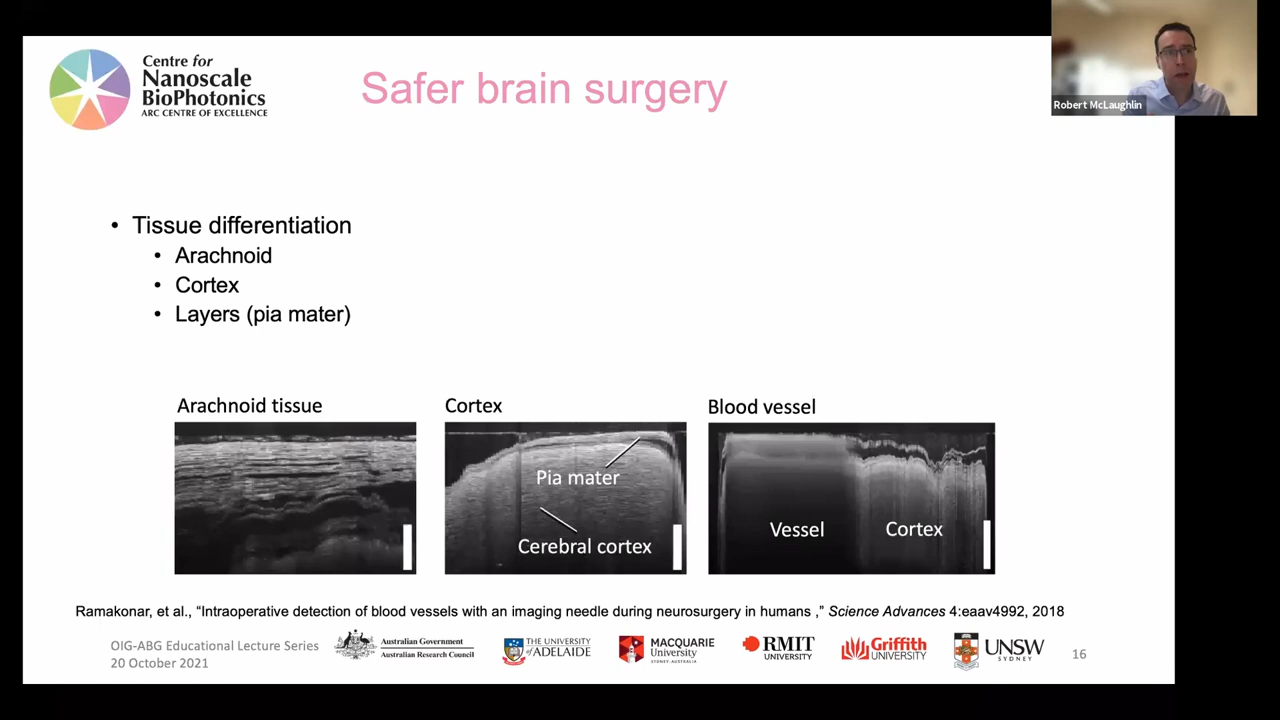 Centre for
Nanoscale
BioPhotonics
ARC CENTRE OF EXCELLENCE
Safer brain surgery
Robert McLaughlin
• Tissue differentiation
• Arachnoid
• Cortex
• Layers (pia mater)
Arachnoid tissue
Cortex
Blood vessel
Pia mater
Cerebral cortex
Vessel
Cortex
Ramakonar, et al., “Intraoperative detection of blood vessels with an imaging needle during neurosurgery in humans ,” Science Advances 4:eaav4992, 2018
OIG-ABG Educational Lecture Series
20 October 2021
Australian Government
Australian Research Council
THE UNIVERSITY
of ADELAIDE
MACQUARIE
University
SYDNEY·AUSTRALIA
RMIT
UNIVERSITY
Griffith
UNIVERSITY
UNSW
SYDNEY
16